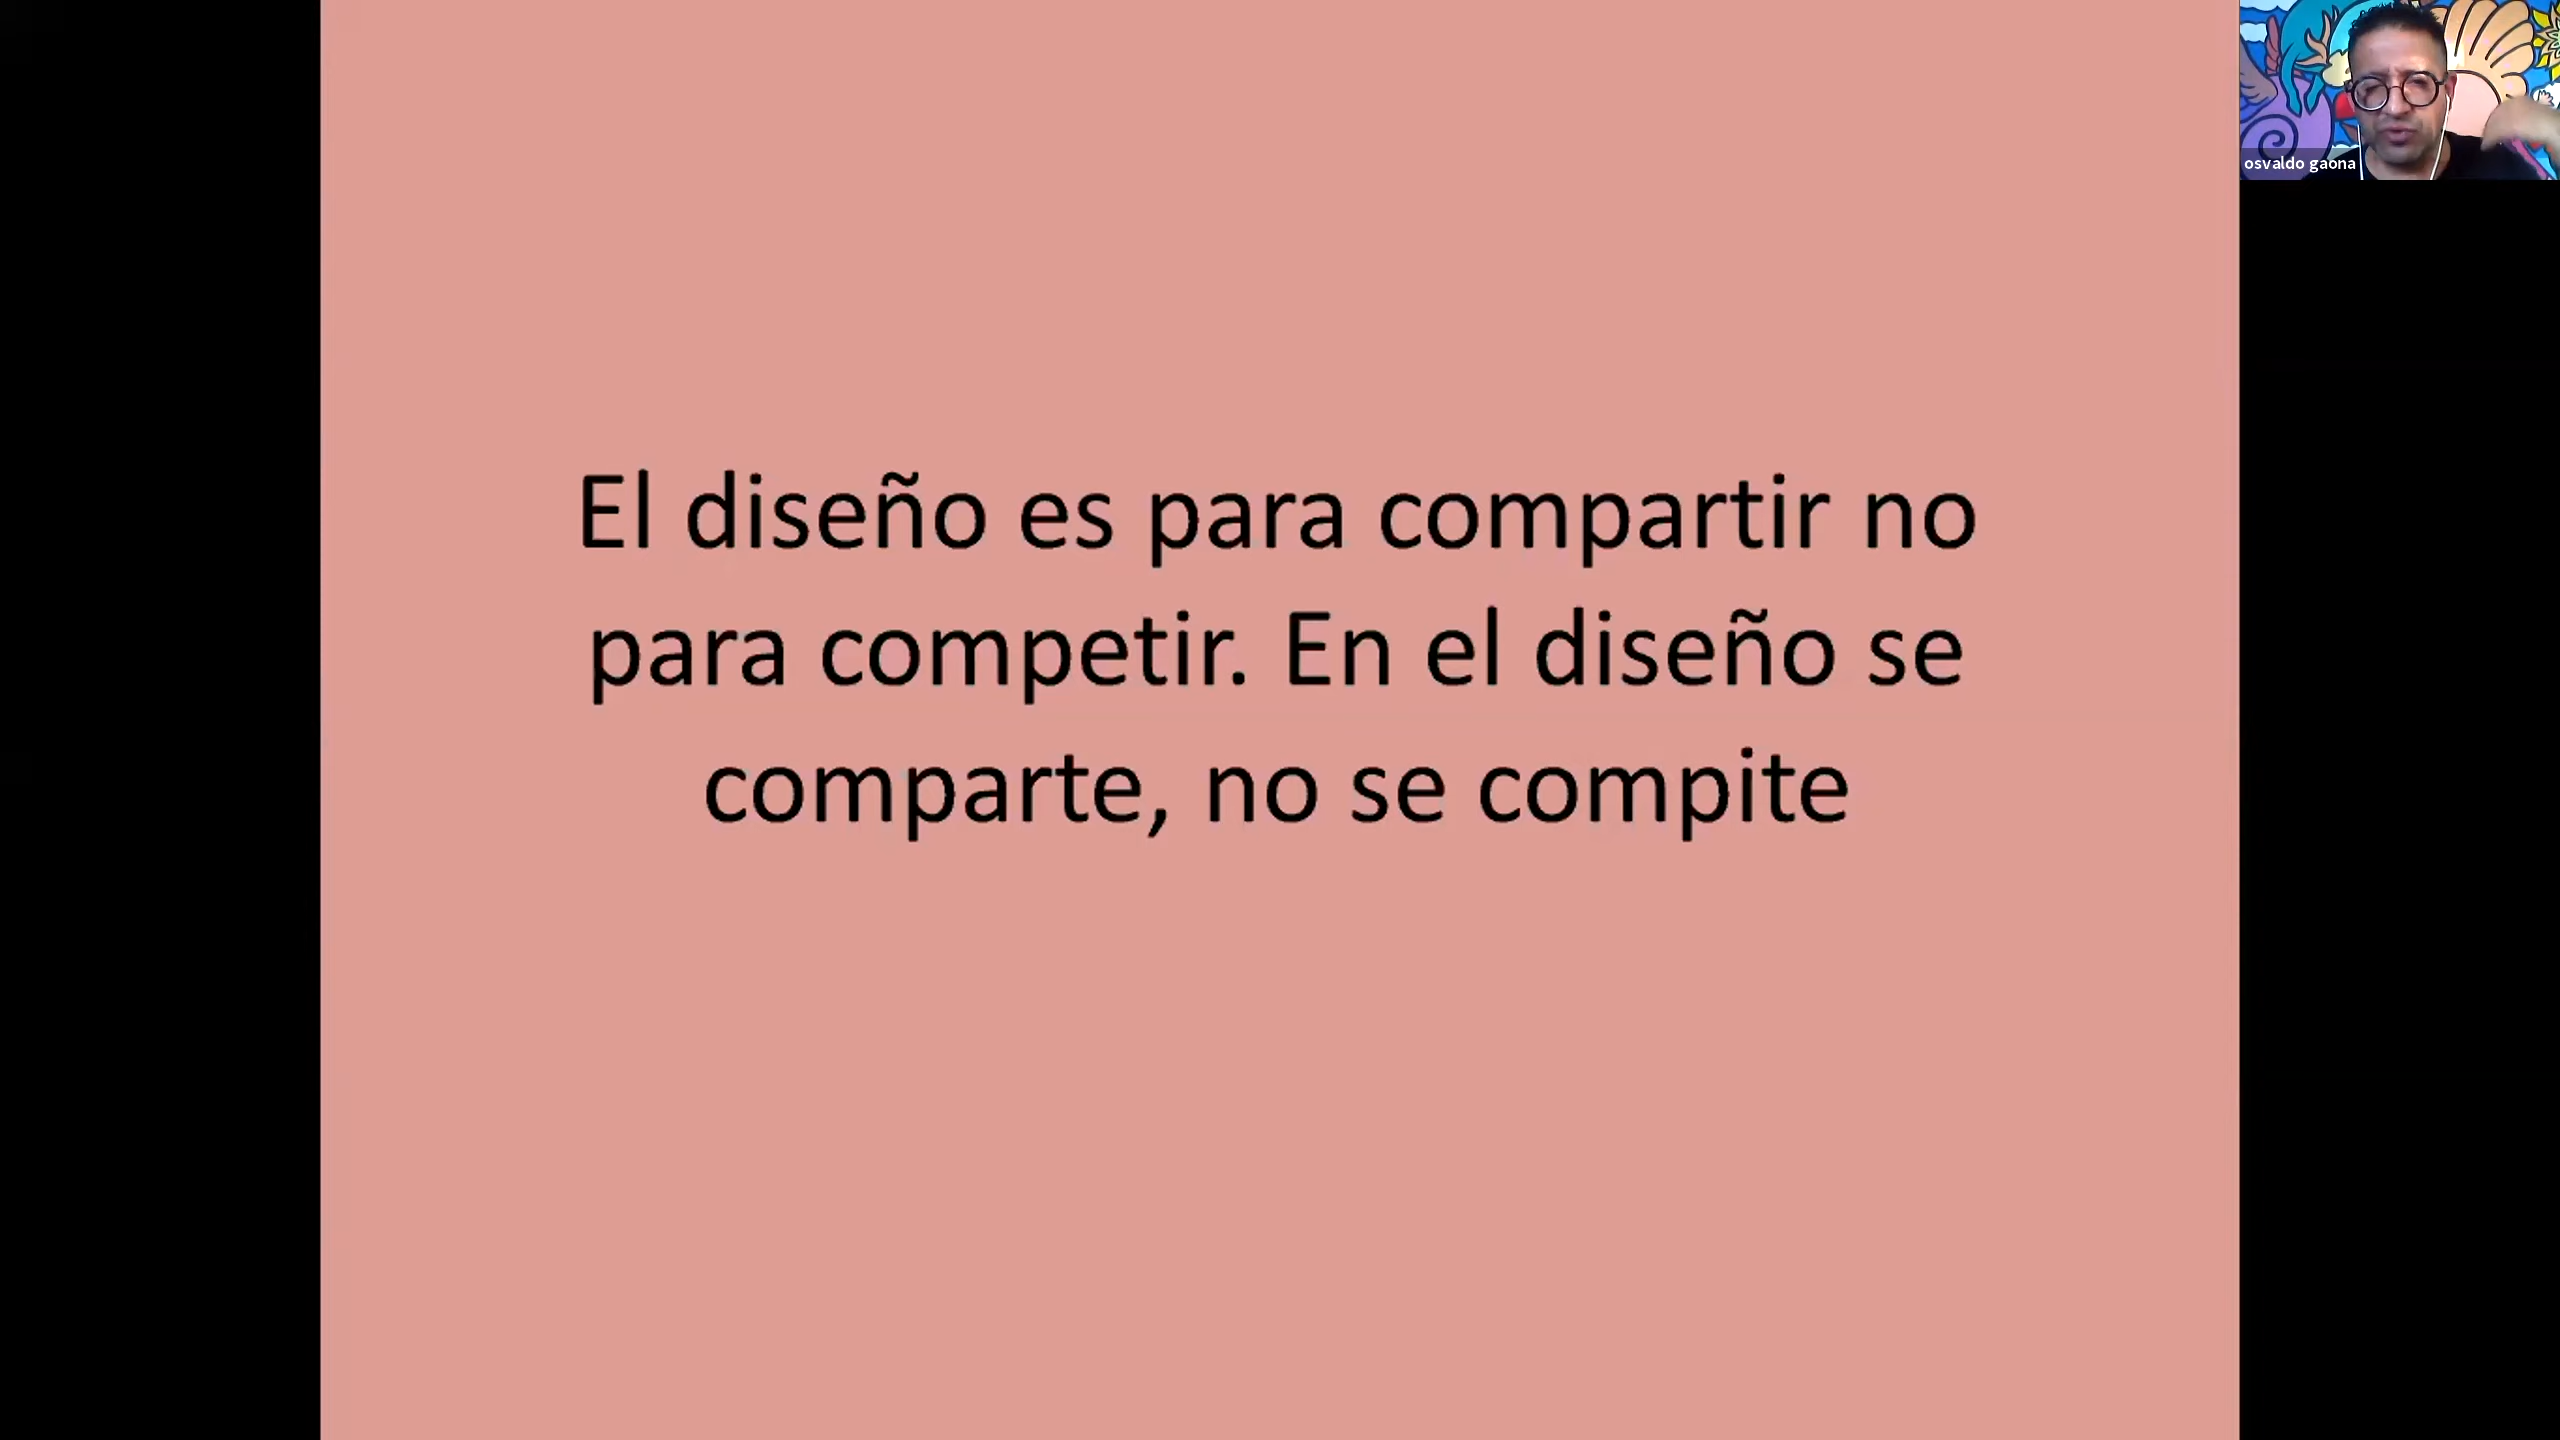 osvaldo gaona
El diseño es para compartir no
para competir. En el diseño se
comparte, no se compite